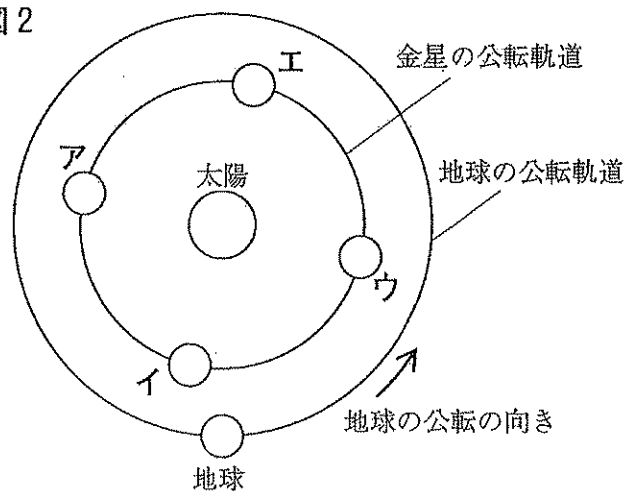 図2
エ
金星の公転軌道
ア
太陽
地球の公転軌道
ウ
イ
地球の公転の向き
地球